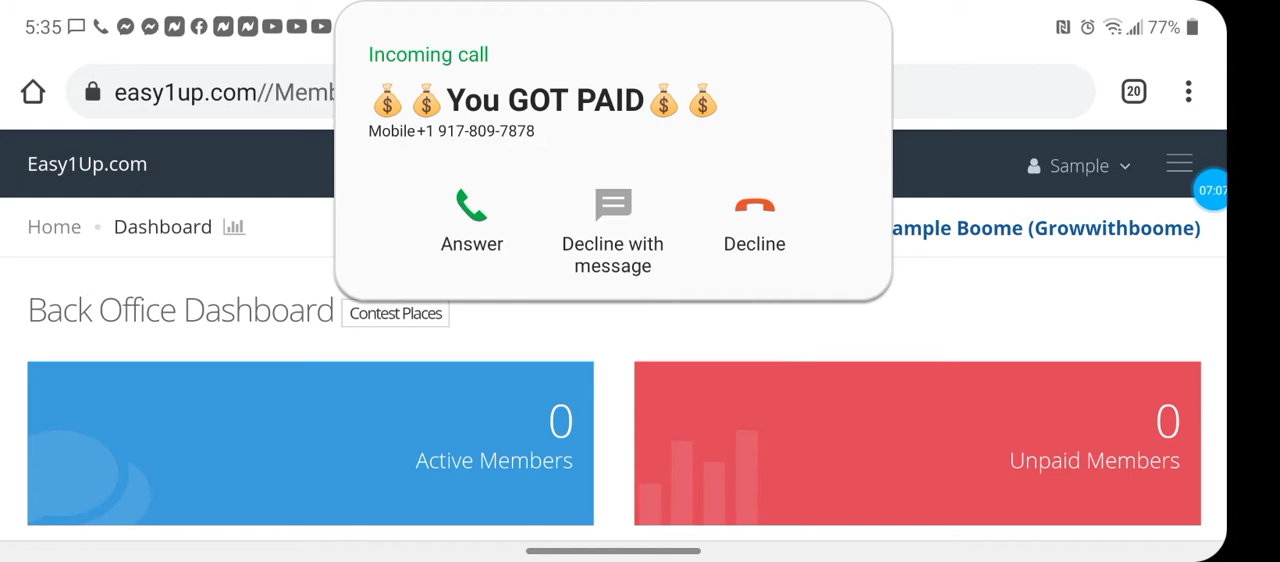 5:35
77%
Incoming call
💰💰You GOT PAID💰💰
Mobile+1 917-809-7878
Answer
Decline with
message
Decline
easy1up.com//Memb
20
Easy1Up.com
Sample
07:07
Home • Dashboard
ample Boome (Growwithboome)
Back Office Dashboard
Contest Places
0
Active Members
0
Unpaid Members